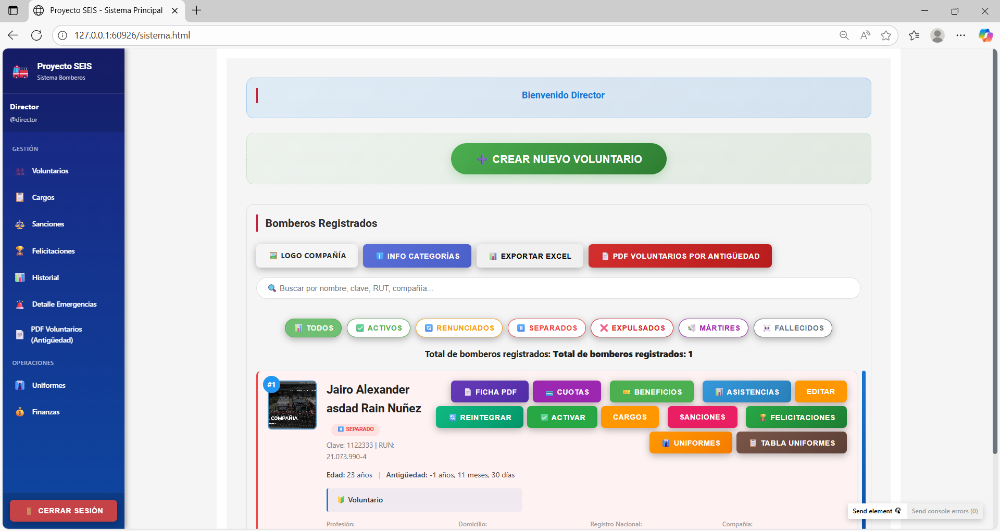 Proyecto SEIS - Sistema Principal
127.0.0.1:60926/sistema.html
Proyecto SEIS
Sistema Bomberos
Director
@director
GESTIÓN
Voluntarios
Cargos
Sanciones
Felicitaciones
Historial
Detalle Emergencias
PDF Voluntarios
(Antigüedad)
OPERACIONES
Uniformes
Finanzas
CERRAR SESIÓN
Bienvenido Director
CREAR NUEVO VOLUNTARIO
Bomberos Registrados
LOGO COMPAÑÍA
INFO CATEGORÍAS
EXPORTAR EXCEL
PDF VOLUNTARIOS POR ANTIGÜEDAD
Buscar por nombre, clave, RUT, compañía...
TODOS
ACTIVOS
RENUNCIADOS
SEPARADOS
EXPULSADOS
MÁRTIRES
FALLECIDOS
Total de bomberos registrados: Total de bomberos registrados: 1
#1
COMPAÑIA
Jairo Alexander
asdad Rain Nuñez
SEPARADO
Clave: 1122333 | RUN:
21.073.990-4
FICHA PDF
CUOTAS
BENEFICIOS
ASISTENCIAS
EDITAR
REINTEGRAR
ACTIVAR
CARGOS
SANCIONES
FELICITACIONES
UNIFORMES
TABLA UNIFORMES
Edad: 23 años | Antigüedad: -1 años, 11 meses, 30 días
Voluntario
Profesión:
Domicilio:
Registro Nacional:
Compañía:
Send element
Send console errors (0)